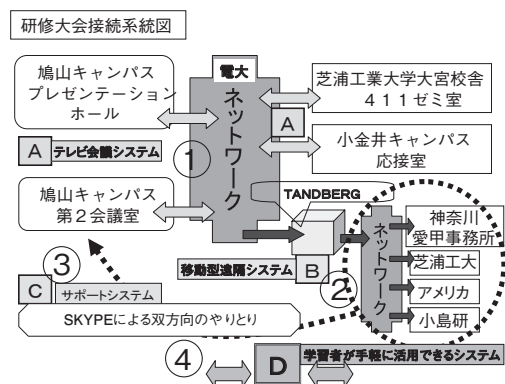 研修大会接続系統図
鳩山キャンパス
プレゼンテーション
ホール
電大
ネットワーク
芝浦工業大学大宮校舎
４１１ゼミ室
A
小金井キャンパス
応接室
A テレビ会議システム
①
鳩山キャンパス
第２会議室
TANDBERG
ネットワーク
神奈川
愛甲事務所
芝浦工大
アメリカ
小島研
移動型遠隔システム
B
②
③
C サポートシステム
SKYPEによる双方向のやりとり
④
D 学習者が手軽に活用できるシステム